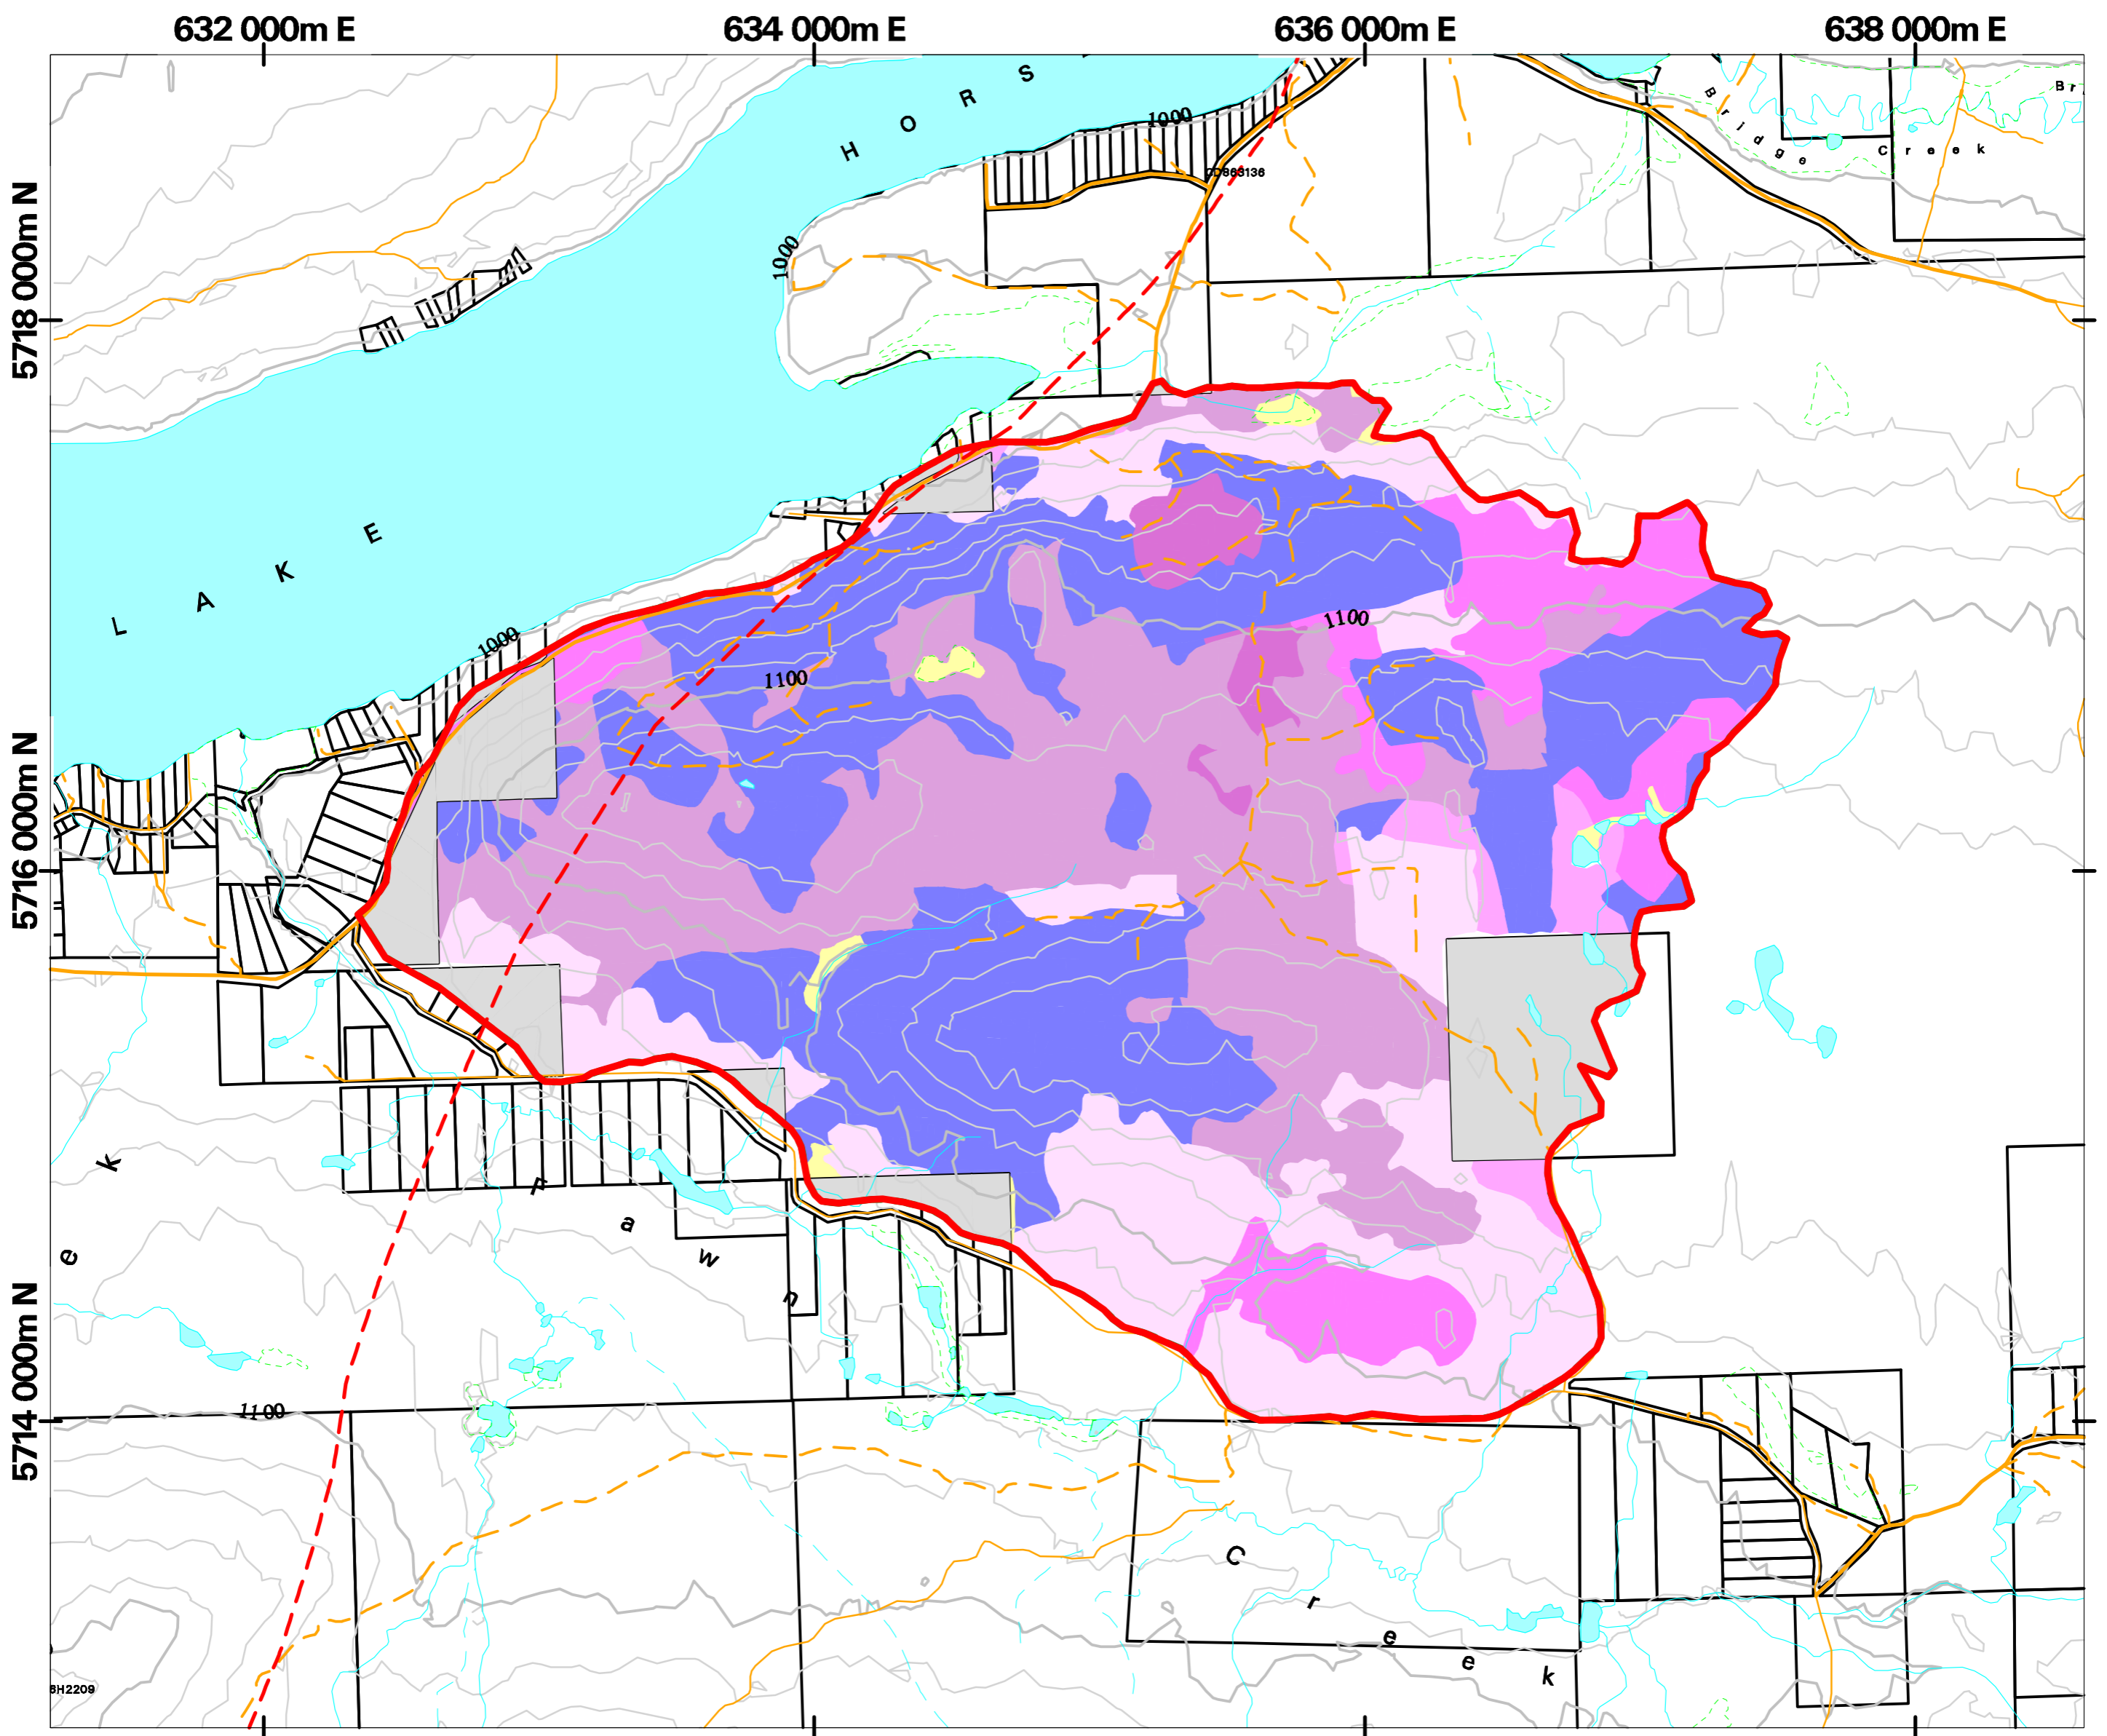 632 000m E
634 000m E
636 000m E
638 000m E
5718 000m N
5716 000m N
5714 000m N
L A K E
H O R S
Bridge Creek
Br
1000
1000
1000
1100
1100
1100
Fawn Creek
e k